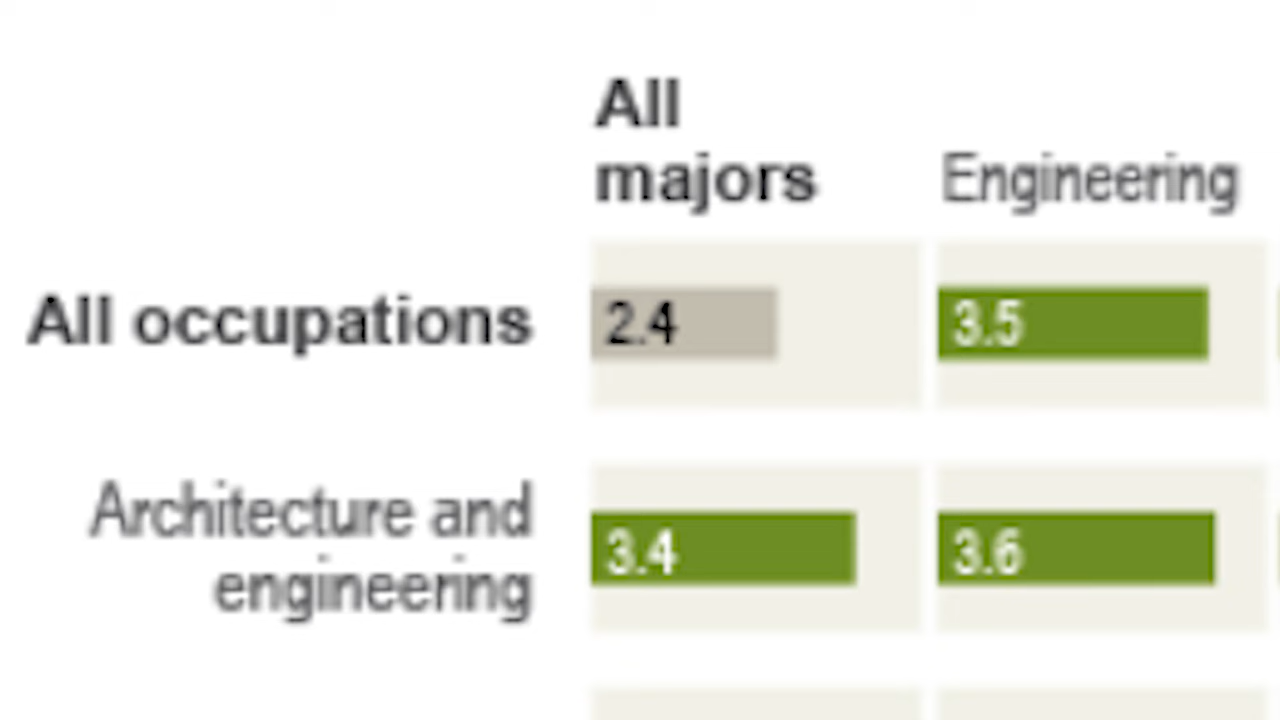 All
majors
Engineering
All occupations
2.4
3.5
Architecture and
engineering
3.4
3.6